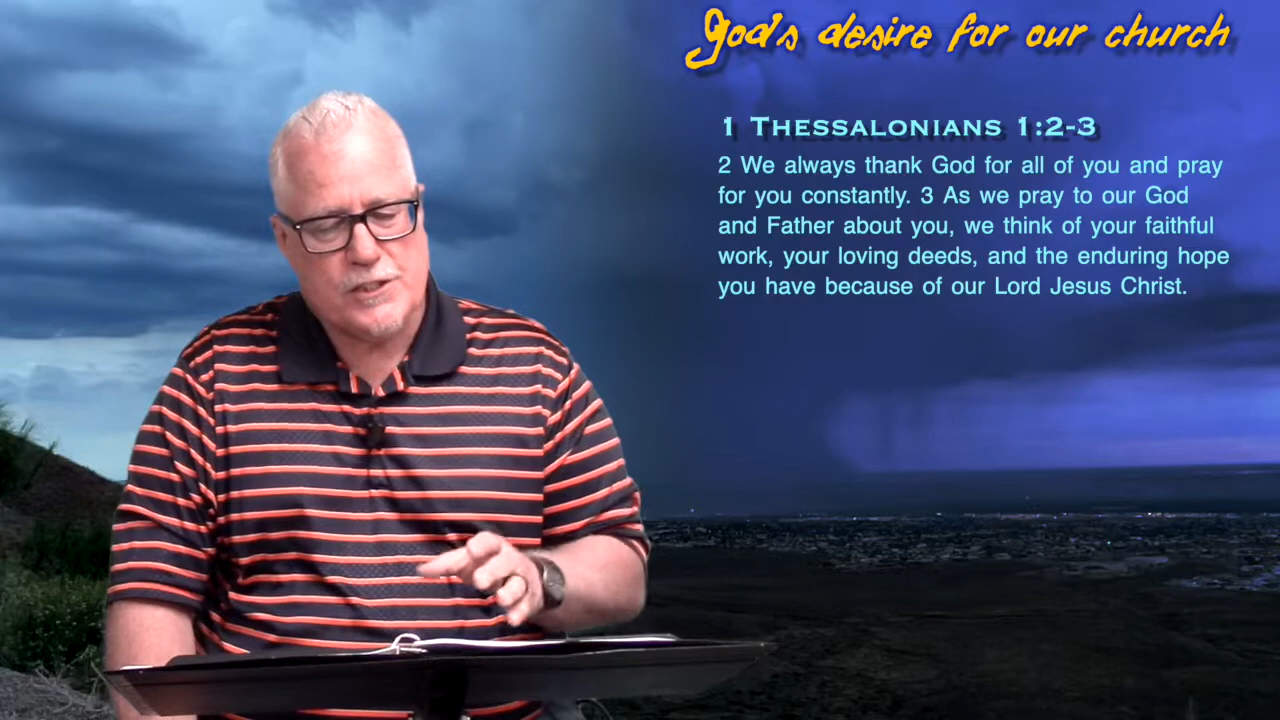 God's desire for our church
1 Thessalonians 1:2-3
2 We always thank God for all of you and pray
for you constantly. 3 As we pray to our God
and Father about you, we think of your faithful
work, your loving deeds, and the enduring hope
you have because of our Lord Jesus Christ.